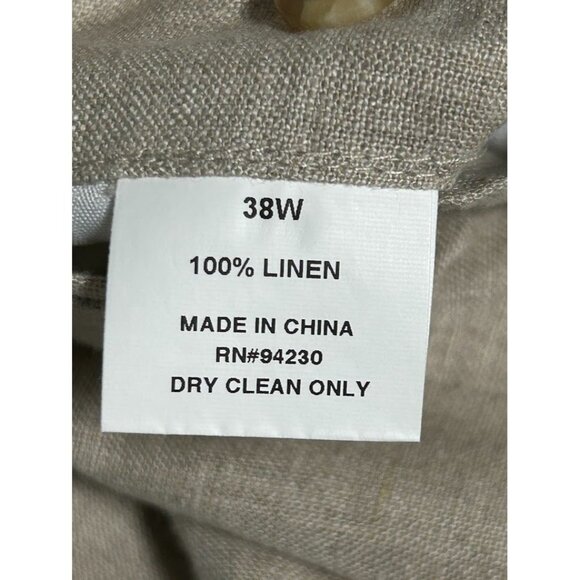 38W
100% LINEN
MADE IN CHINA
RN#94230
DRY CLEAN ONLY